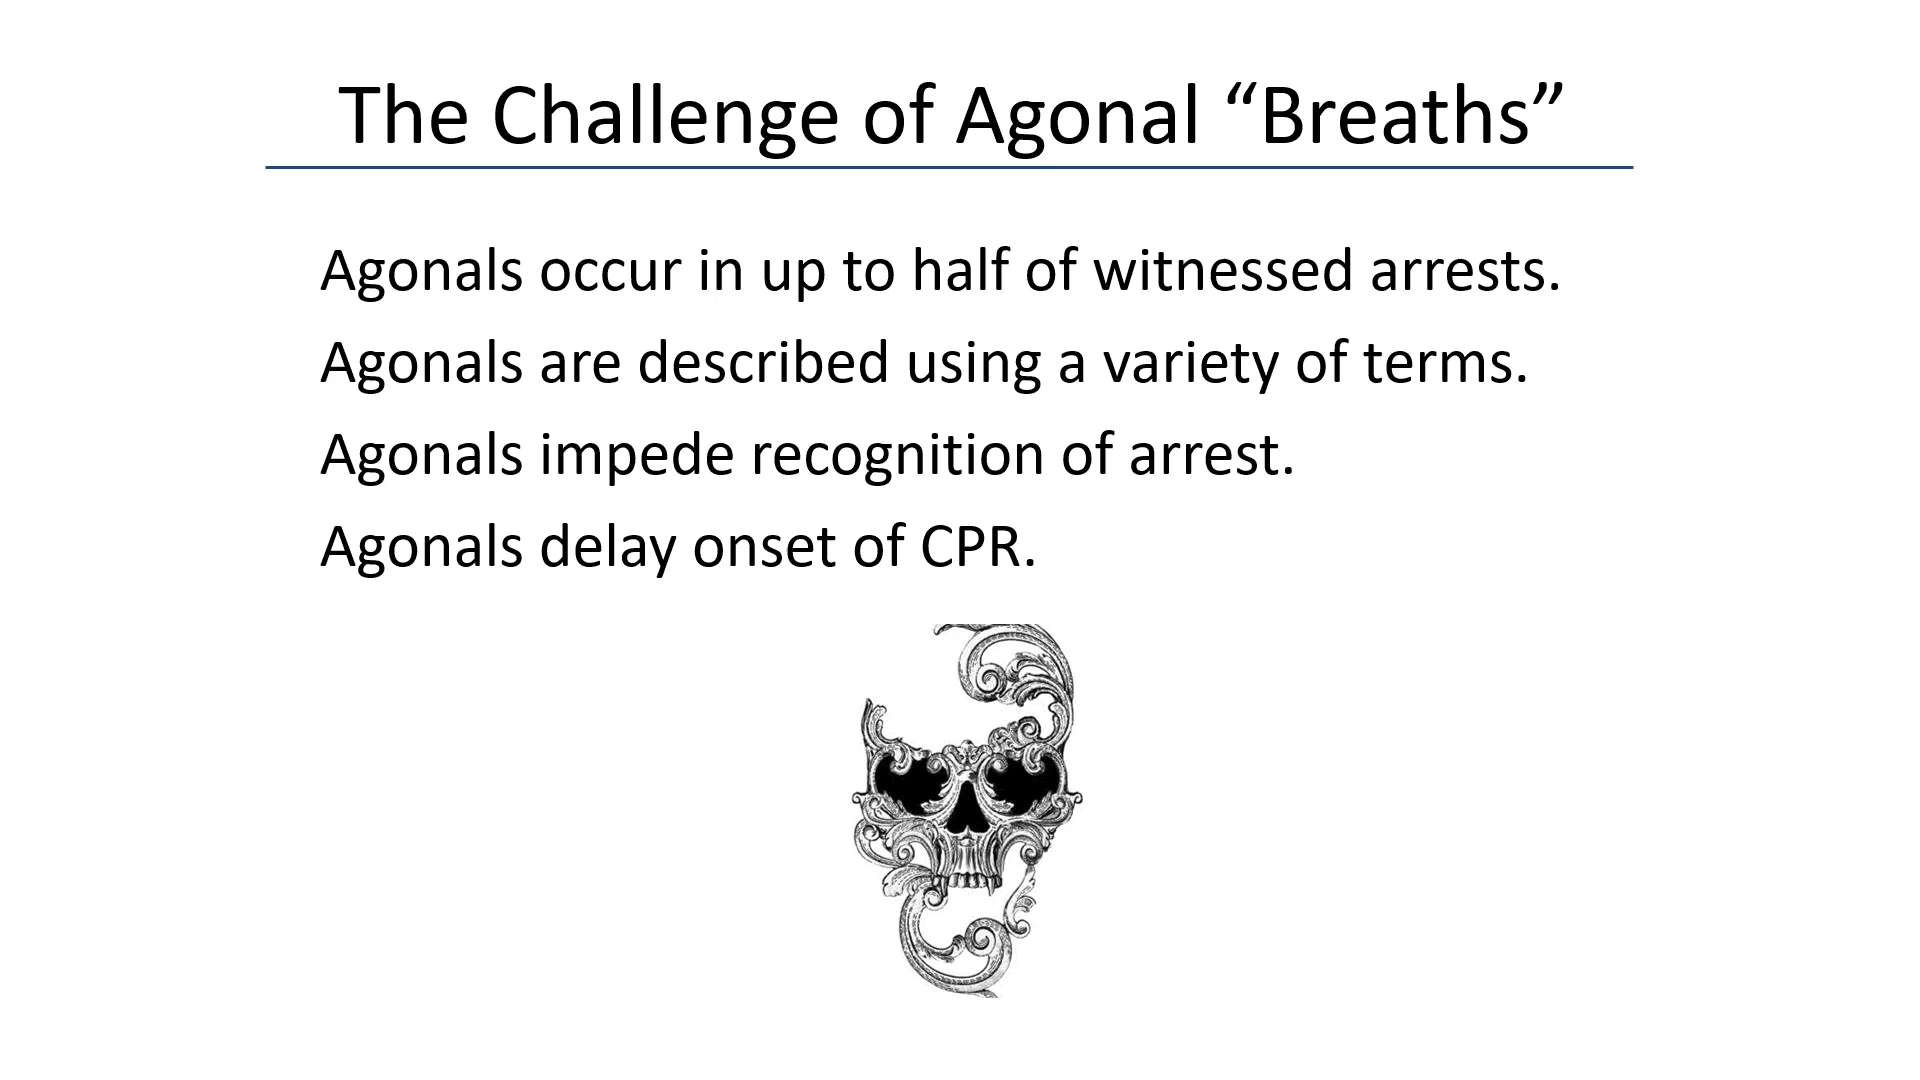 The Challenge of Agonal “Breaths”
Agonals occur in up to half of witnessed arrests.
Agonals are described using a variety of terms.
Agonals impede recognition of arrest.
Agonals delay onset of CPR.